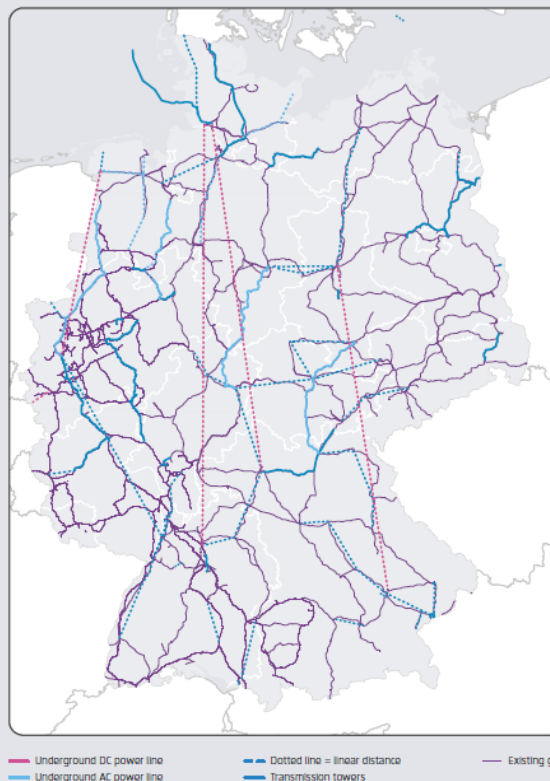 Underground DC power line
Dotted line = linear distance
Existing g
Underground AC power line
Transmission towers